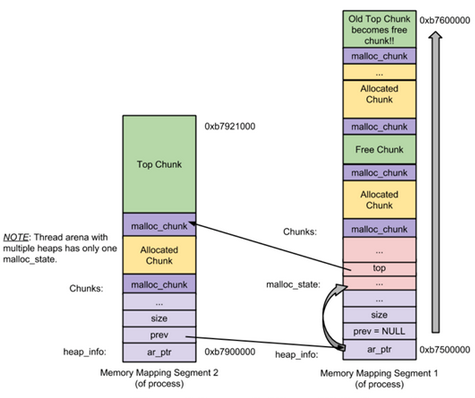 Old Top Chunk
becomes free
chunk!!
0xb7600000
malloc_chunk
...
Allocated
Chunk
malloc_chunk
Free Chunk
malloc_chunk
Allocated
Chunk
Chunks:
malloc_chunk
...
top
malloc_state:
...
...
size
prev = NULL
heap_info:
ar_ptr
0xb7500000
Memory Mapping Segment 1
(of process)
0xb7921000
Top Chunk
malloc_chunk
NOTE: Thread arena with
multiple heaps has only one
malloc_state.
Allocated
Chunk
Chunks:
malloc_chunk
...
size
prev
heap_info:
ar_ptr
0xb7900000
Memory Mapping Segment 2
(of process)